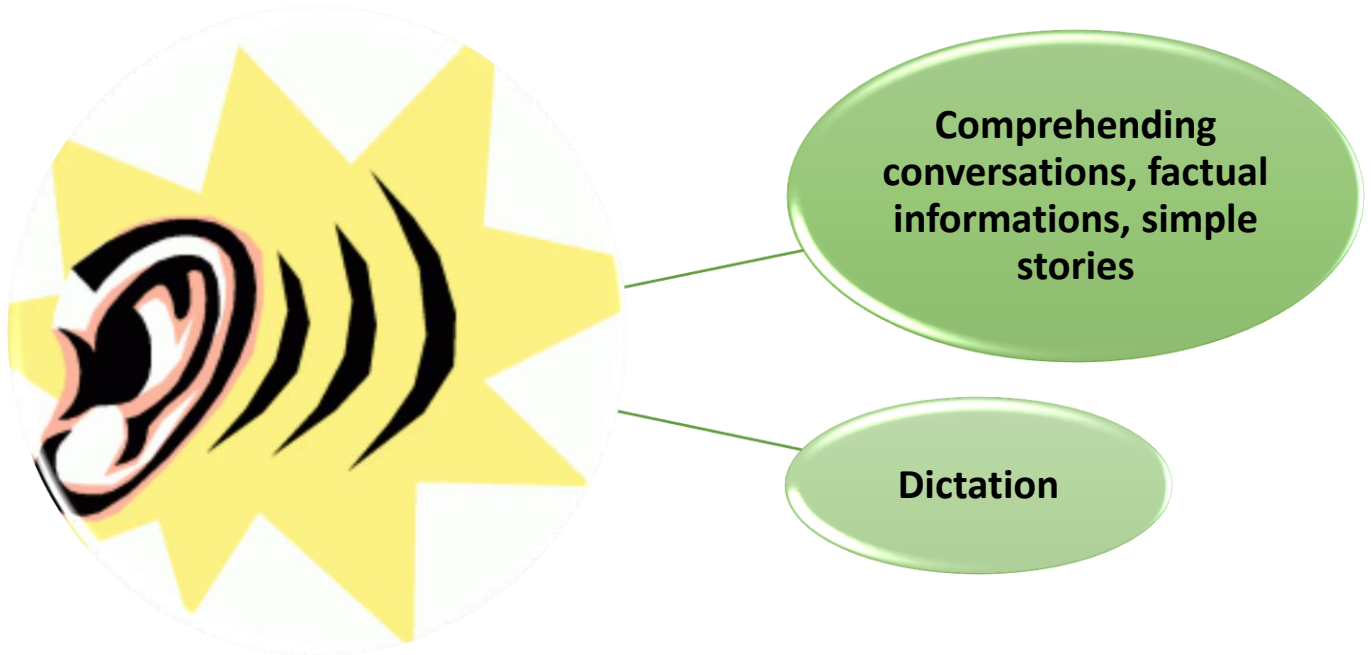 Comprehending
conversations, factual
informations, simple
stories
Dictation